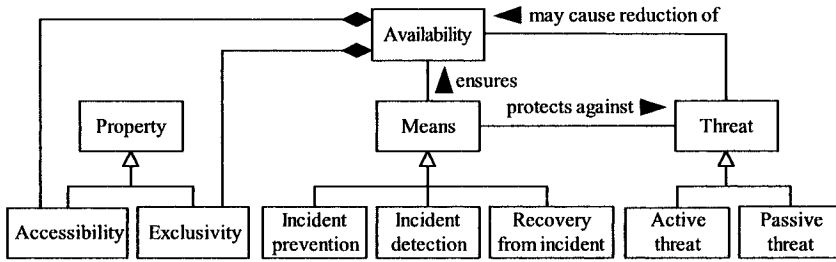 Availability
may cause reduction of
ensures
protects against
Property
Means
Threat
Accessibility
Exclusivity
Incident
prevention
Incident
detection
Recovery
from incident
Active
threat
Passive
threat